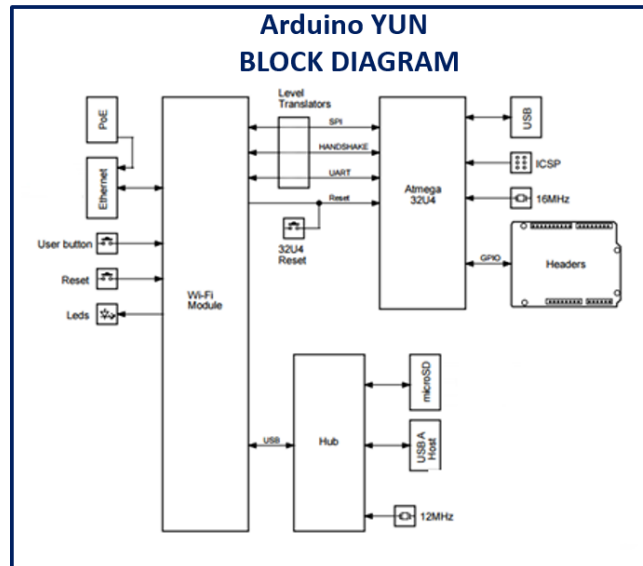 Arduino YUN
BLOCK DIAGRAM
Level
Translators
PoE
Ethernet
User button
Reset
Leds
Wi-Fi
Module
SPI
HANDSHAKE
UART
Reset
32U4
Reset
Atmega
32U4
USB
ICSP
16MHz
GPIO
Headers
USB
Hub
microSD
USB A
Host
12MHz